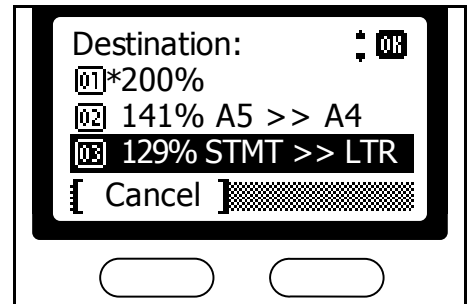 Destination: OK
01 *200%
02 141% A5 >> A4
03 129% STMT >> LTR
[ Cancel ]